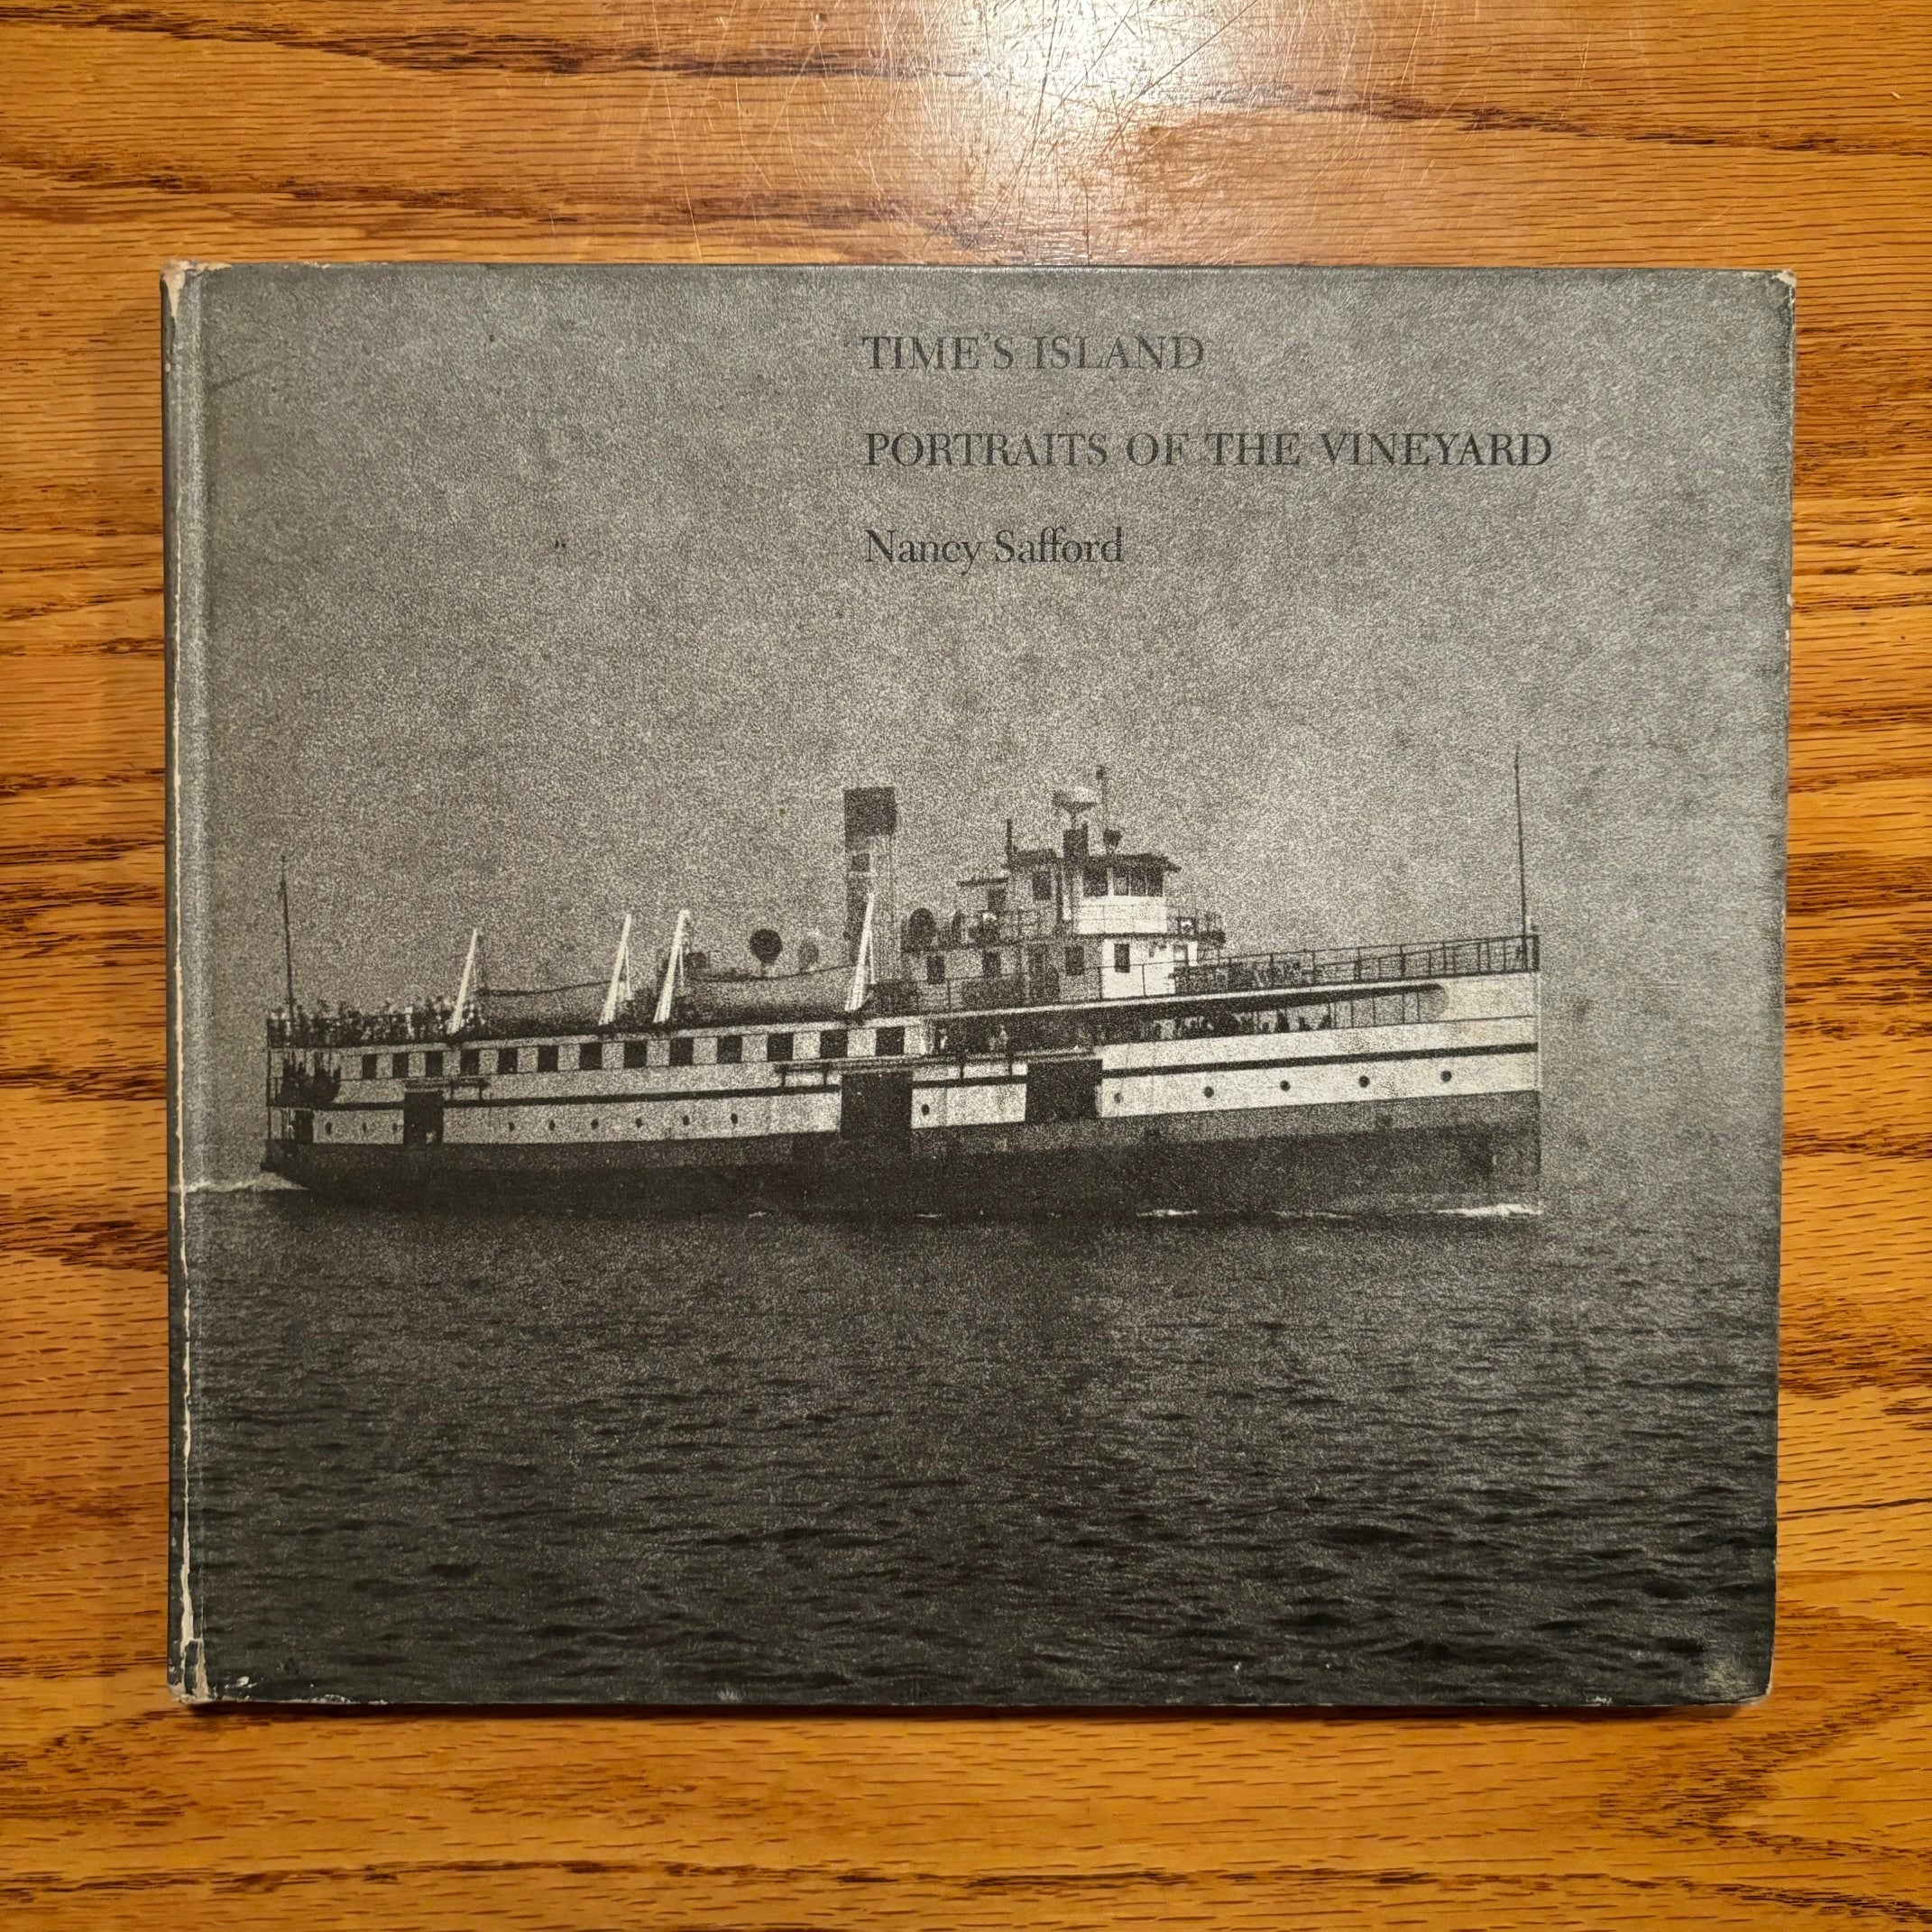 TIME'S ISLAND
PORTRAITS OF THE VINEYARD
Nancy Safford